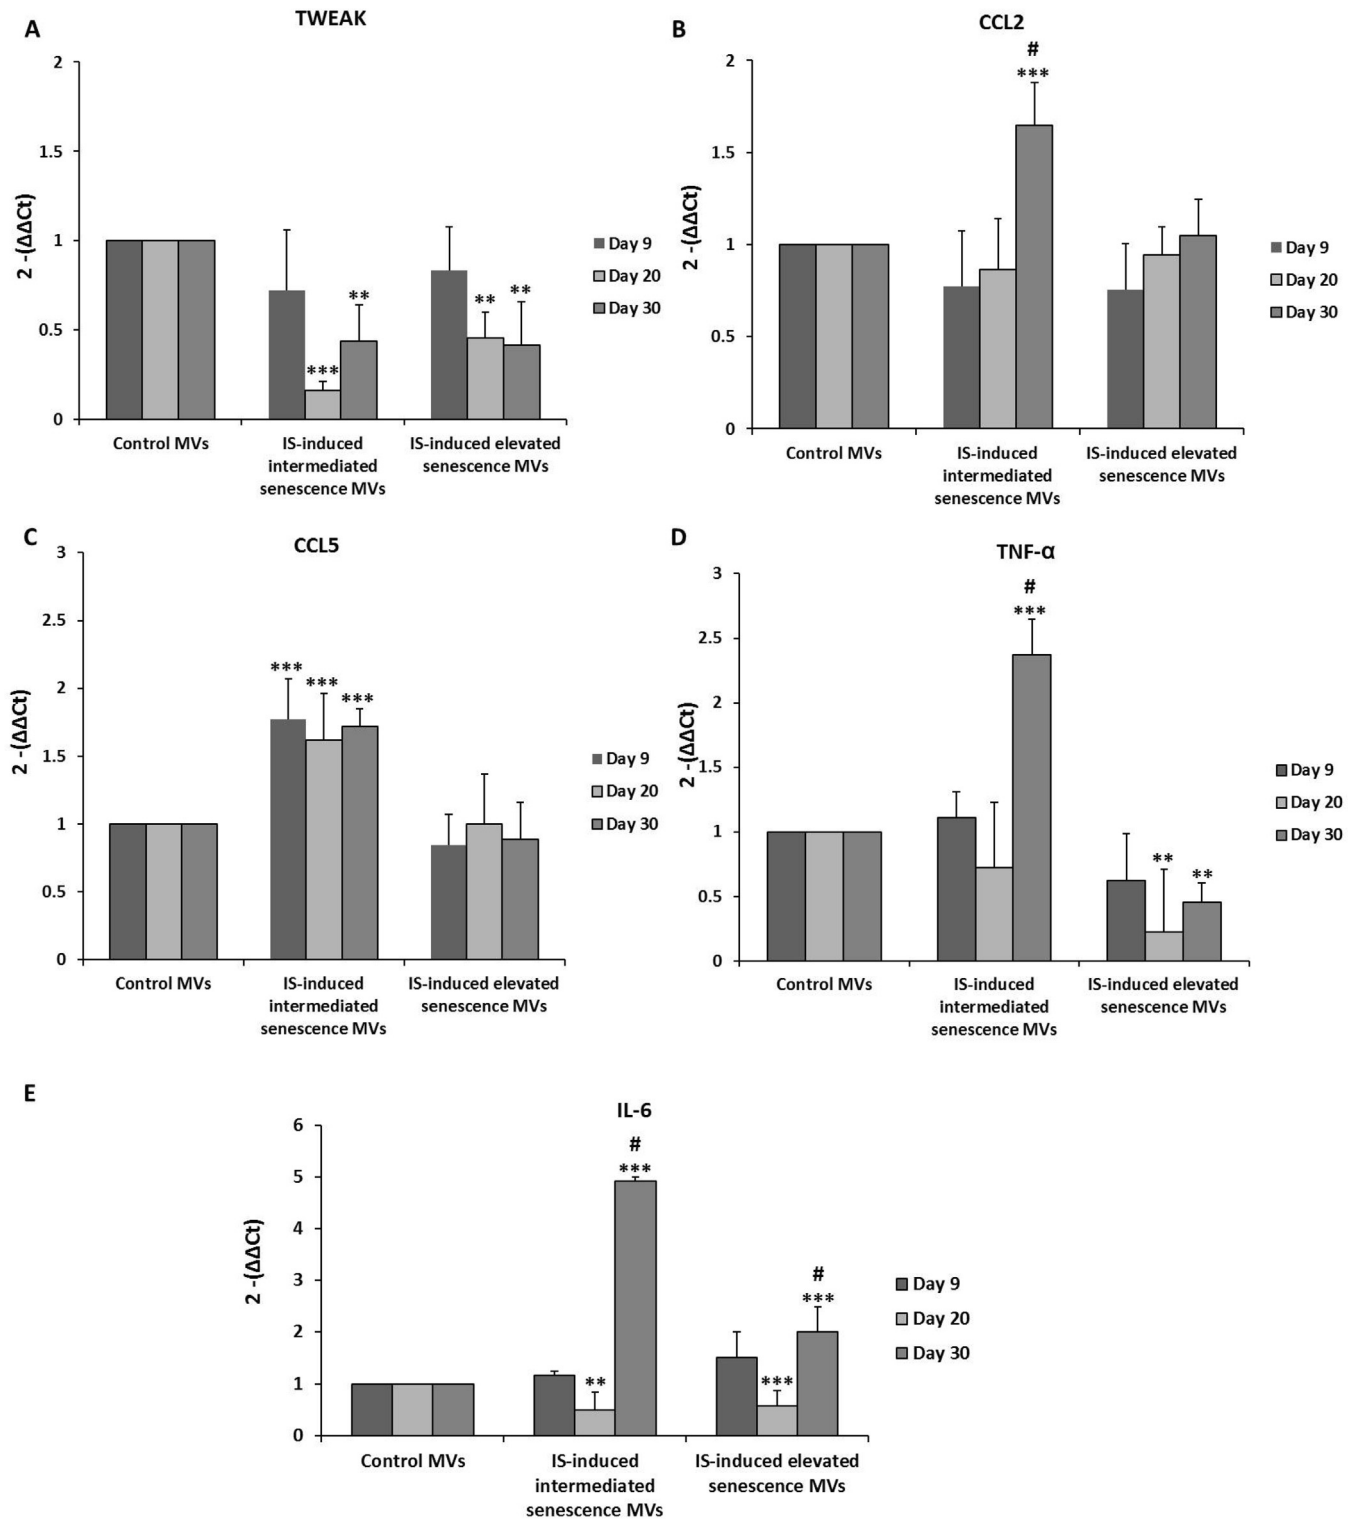 A
TWEAK
2
1.5
1
0.5
0
2 -(ΔΔCt)
***
**
**
**
Control MVs
IS-induced
intermediated
senescence MVs
IS-induced elevated
senescence MVs
Day 9
Day 20
Day 30
B
CCL2
2
1.5
1
0.5
0
2 -(ΔΔCt)
#
***
Control MVs
IS-induced
intermediated
senescence MVs
IS-induced elevated
senescence MVs
Day 9
Day 20
Day 30
C
CCL5
3
2.5
2
1.5
1
0.5
0
2 -(ΔΔCt)
***
***
***
Control MVs
IS-induced
intermediated
senescence MVs
IS-induced elevated
senescence MVs
Day 9
Day 20
Day 30
D
TNF-α
3
2.5
2
1.5
1
0.5
0
2 -(ΔΔCt)
#
***
**
**
Control MVs
IS-induced
intermediated
senescence MVs
IS-induced elevated
senescence MVs
Day 9
Day 20
Day 30
E
IL-6
6
5
4
3
2
1
0
2 -(ΔΔCt)
**
#
***
***
#
***
Control MVs
IS-induced
intermediated
senescence MVs
IS-induced elevated
senescence MVs
Day 9
Day 20
Day 30